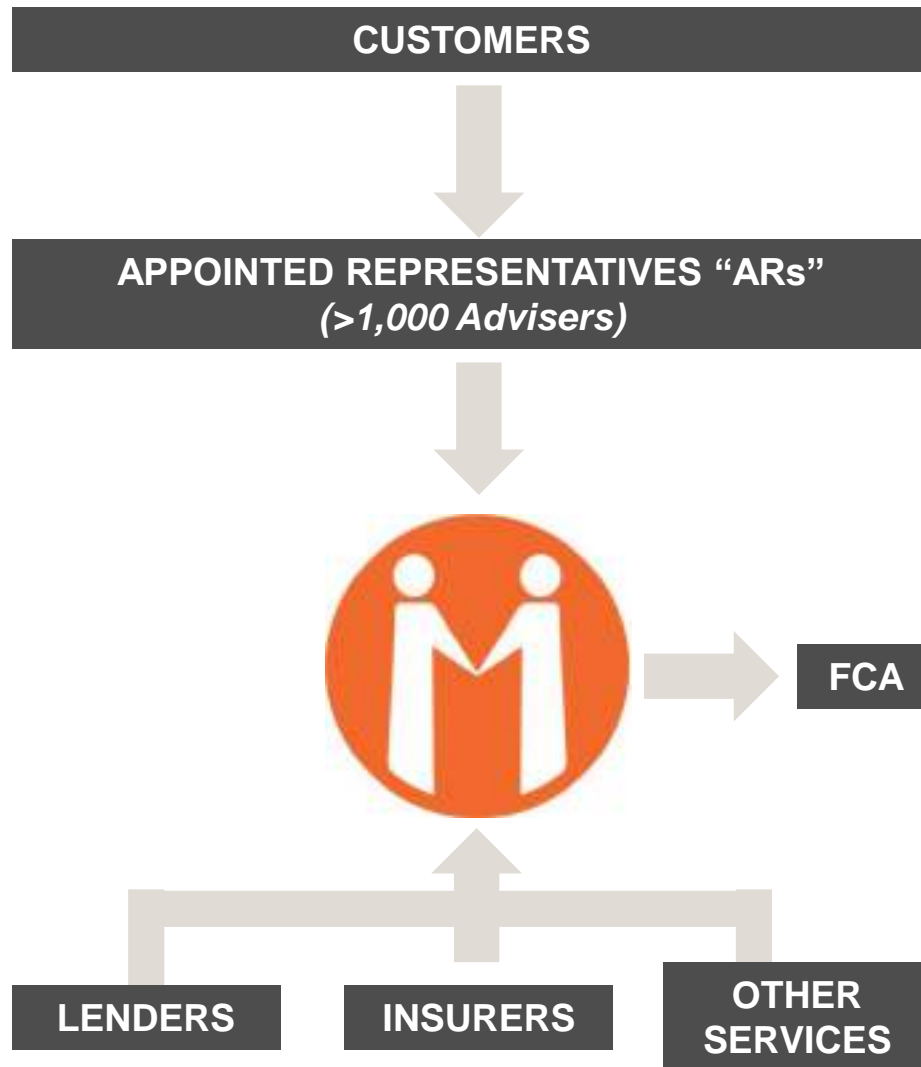 CUSTOMERS
APPOINTED REPRESENTATIVES “ARs”
(>1,000 Advisers)
FCA
LENDERS
INSURERS
OTHER
SERVICES